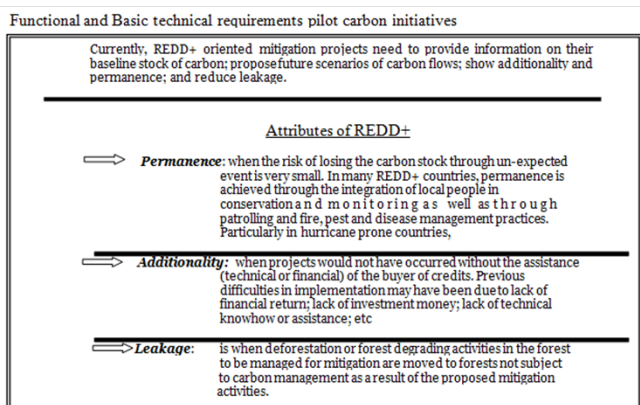 Functional and Basic technical requirements pilot carbon initiatives
Currently, REDD+ oriented mitigation projects need to provide information on their
baseline stock of carbon; propose future scenarios of carbon flows; show additionality and
permanence; and reduce leakage.
Attributes of REDD+
Permanence: when the risk of losing the carbon stock through un-expected
event is very small. In many REDD+ countries, permanence is
achieved through the integration of local people in
conservation and monitoring as well as through
patrolling and fire, pest and disease management practices.
Particularly in hurricane prone countries,
Additionality: when projects would not have occurred without the assistance
(technical or financial) of the buyer of credits. Previous
difficulties in implementation may have been due to lack of
financial return; lack of investment money; lack of technical
knowhow or assistance; etc
Leakage: is when deforestation or forest degrading activities in the forest
to be managed for mitigation are moved to forests not subject
to carbon management as a result of the proposed mitigation
activities.